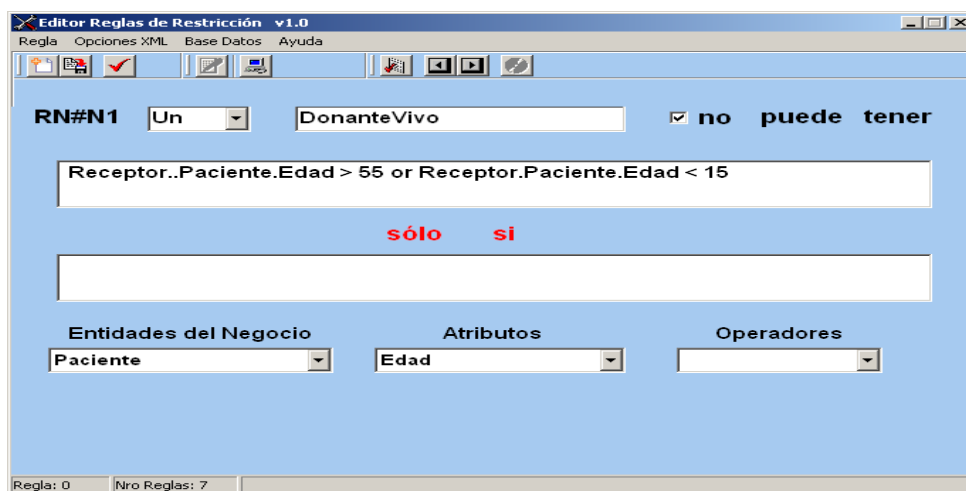 Editor Reglas de Restricción v1.0
Regla Opciones XML Base Datos Ayuda
RN#N1 Un DonanteVivo no puede tener
Receptor..Paciente.Edad > 55 or Receptor.Paciente.Edad < 15
sólo si
Entidades del Negocio Atributos Operadores
Paciente Edad
Regla: 0 Nro Reglas: 7